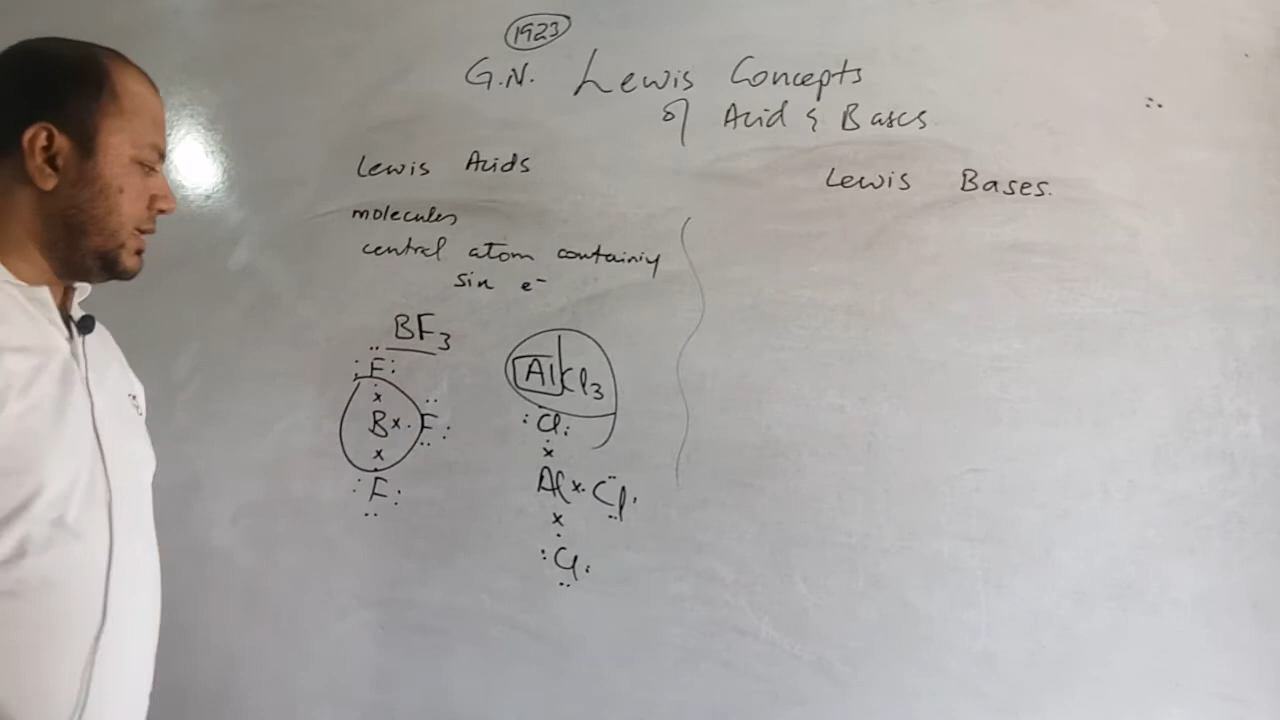 1923
G.N. Lewis Concepts
of Acid & Bases
Lewis Acids
molecules
central atom containing
six e-
BF3
AlCl3
:F:
B x. F:
:F:
:Cl:
Al x. Cl
:Cl:
Lewis Bases.